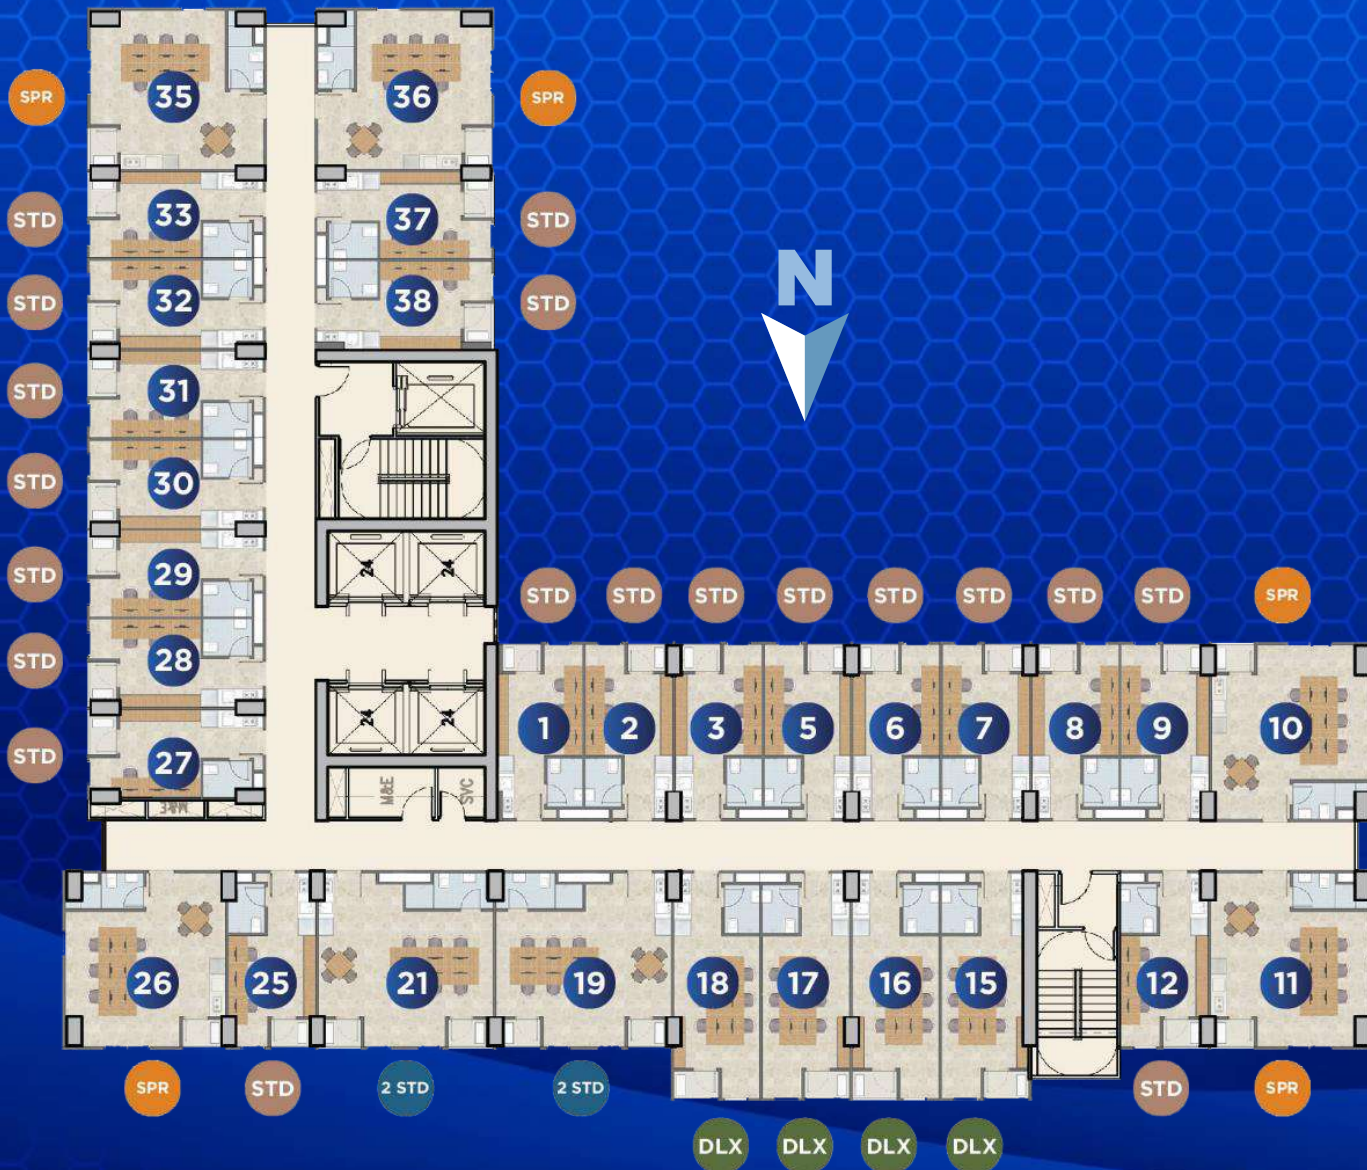 SPR
35
36
SPR
STD
33
37
STD
STD
32
38
STD
N
STD
31
STD
30
STD
29
24
24
STD
STD
STD
STD
STD
STD
STD
STD
SPR
STD
28
24
24
1
2
3
5
6
7
8
9
10
STD
27
M&E
M&E
SVC
26
25
21
19
18
17
16
15
12
11
SPR
STD
2 STD
2 STD
STD
SPR
DLX
DLX
DLX
DLX